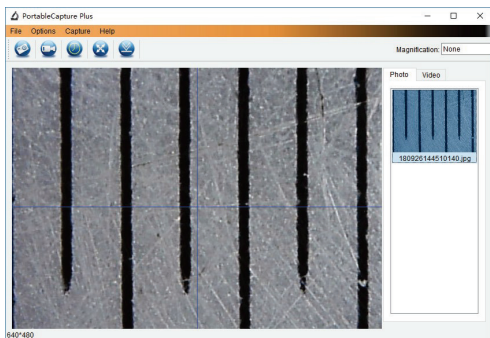 PortableCapture Plus
File Options Capture Help
Magnification: None
Photo Video
180926144510140.jpg
640*480